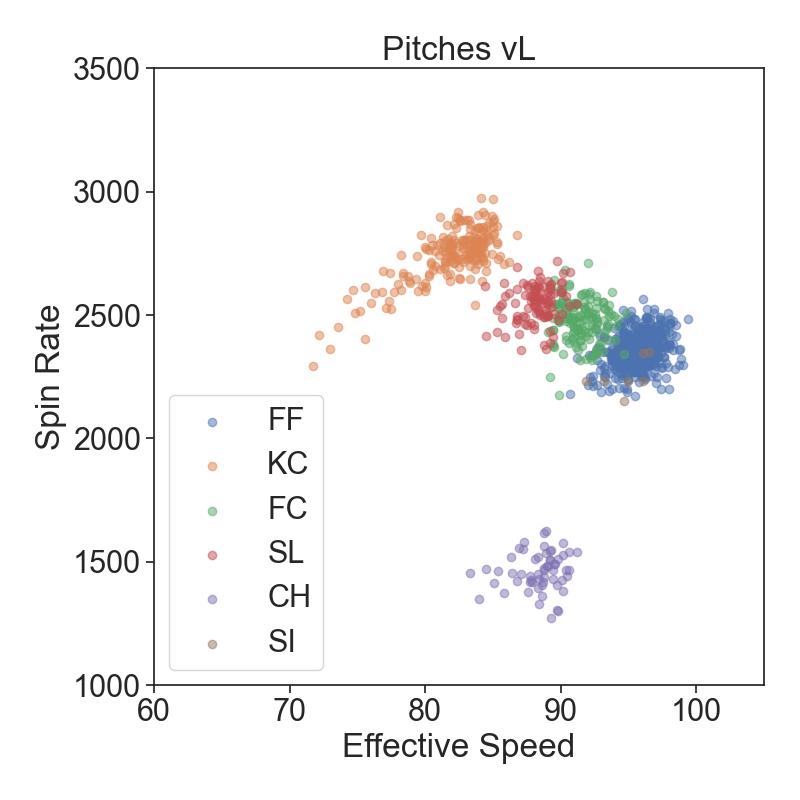 Pitches vL
3500
3000
2500
2000
1500
1000
Spin Rate
FF
KC
FC
SL
CH
SI
60 70 80 90 100
Effective Speed